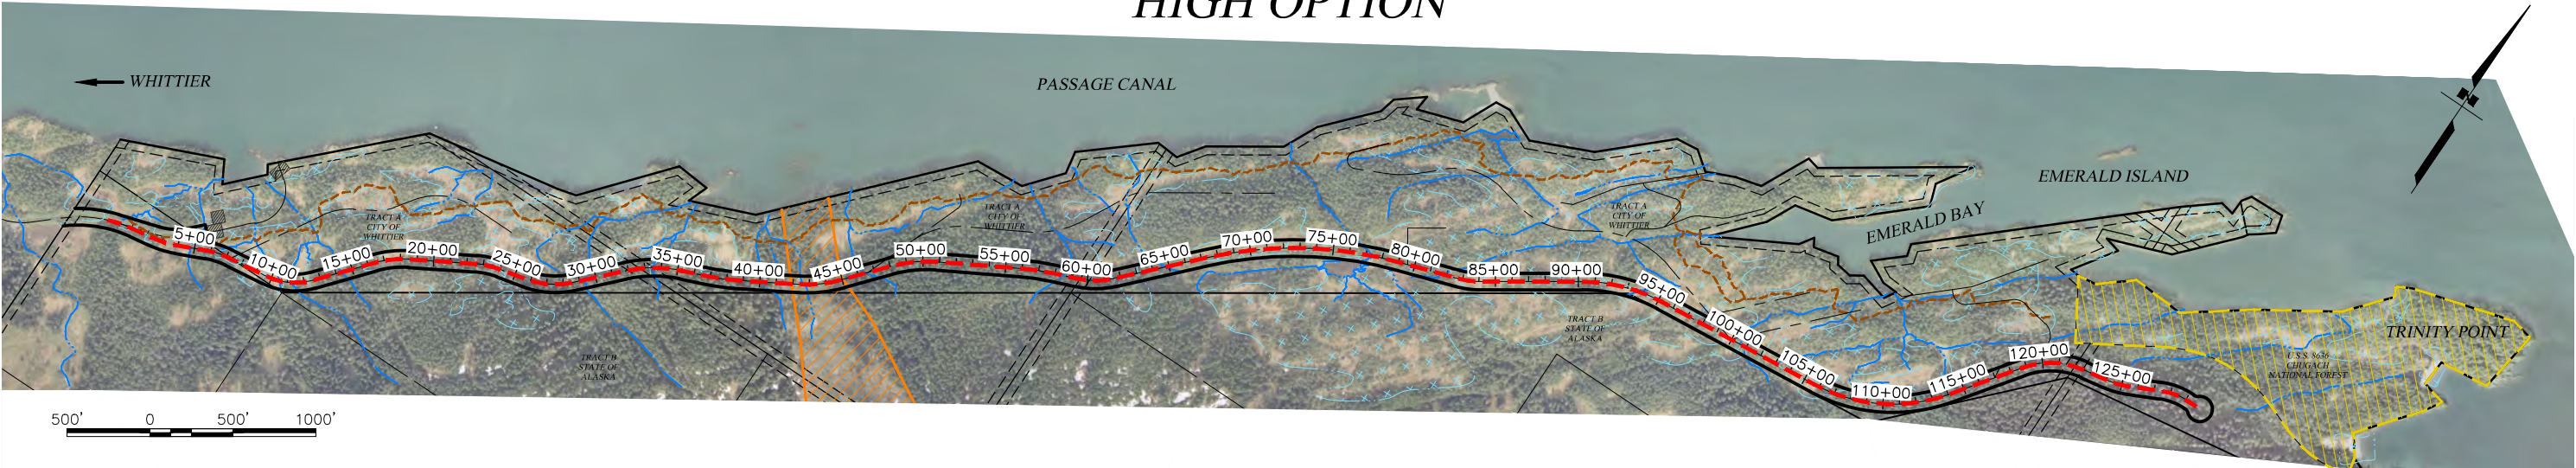 HIGH OPTION
WHITTIER
PASSAGE CANAL
EMERALD ISLAND
EMERALD BAY
TRINITY POINT
TRACT A
CITY OF
WHITTIER
TRACT A
CITY OF
WHITTIER
TRACT A
CITY OF
WHITTIER
5+00
10+00
15+00
20+00
25+00
30+00
35+00
40+00
45+00
50+00
55+00
60+00
65+00
70+00
75+00
80+00
85+00
90+00
95+00
100+00
105+00
110+00
115+00
120+00
125+00
TRACT B
STATE OF
ALASKA
TRACT B
STATE OF
ALASKA
U.S.S. 8636
CHUGACH
NATIONAL FOREST
500' 0 500' 1000'